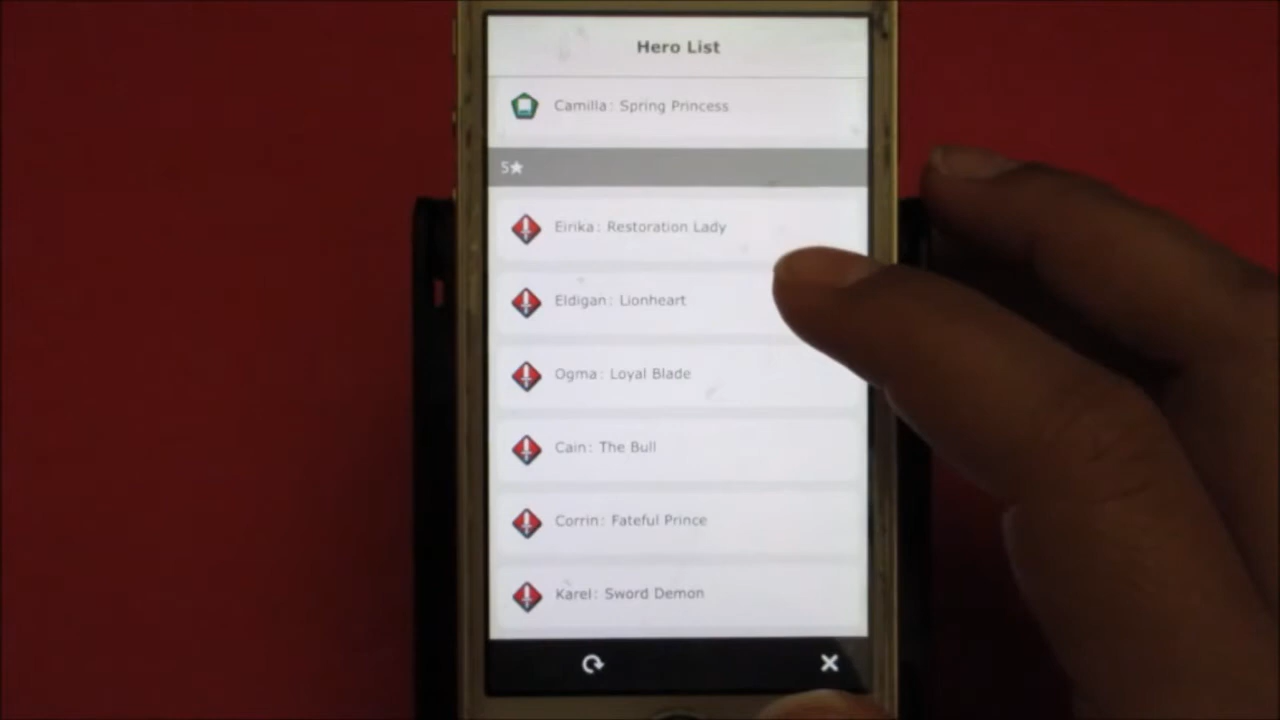 Hero List
Camilla: Spring Princess
5★
Eirika: Restoration Lady
Eldigan: Lionheart
Ogma: Loyal Blade
Cain: The Bull
Corrin: Fateful Prince
Karel: Sword Demon